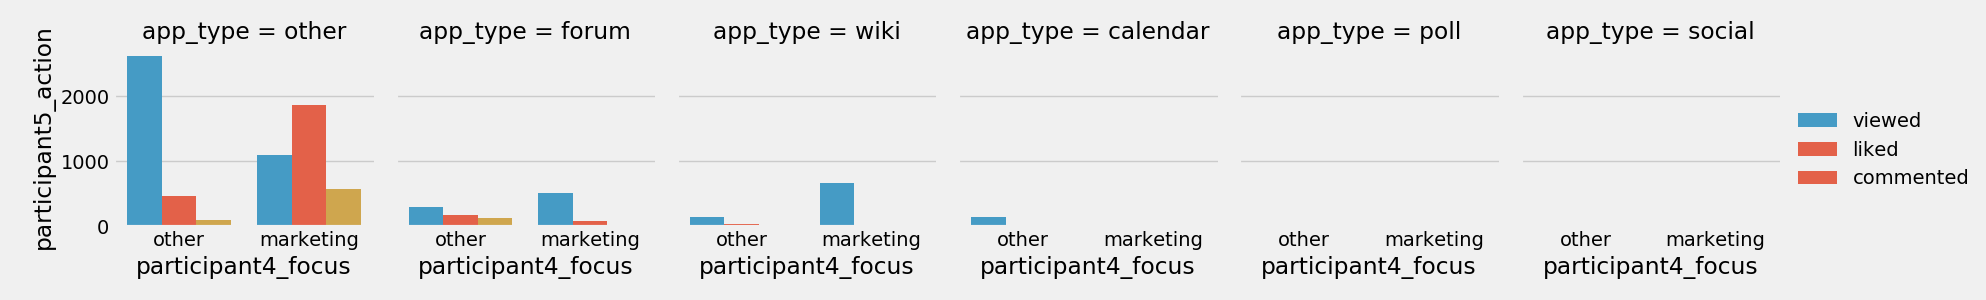 app_type = other
app_type = forum
app_type = wiki
app_type = calendar
app_type = poll
app_type = social
participant5_action
2000
1000
0
other marketing
other marketing
other marketing
other marketing
other marketing
other marketing
participant4_focus
participant4_focus
participant4_focus
participant4_focus
participant4_focus
participant4_focus
viewed
liked
commented